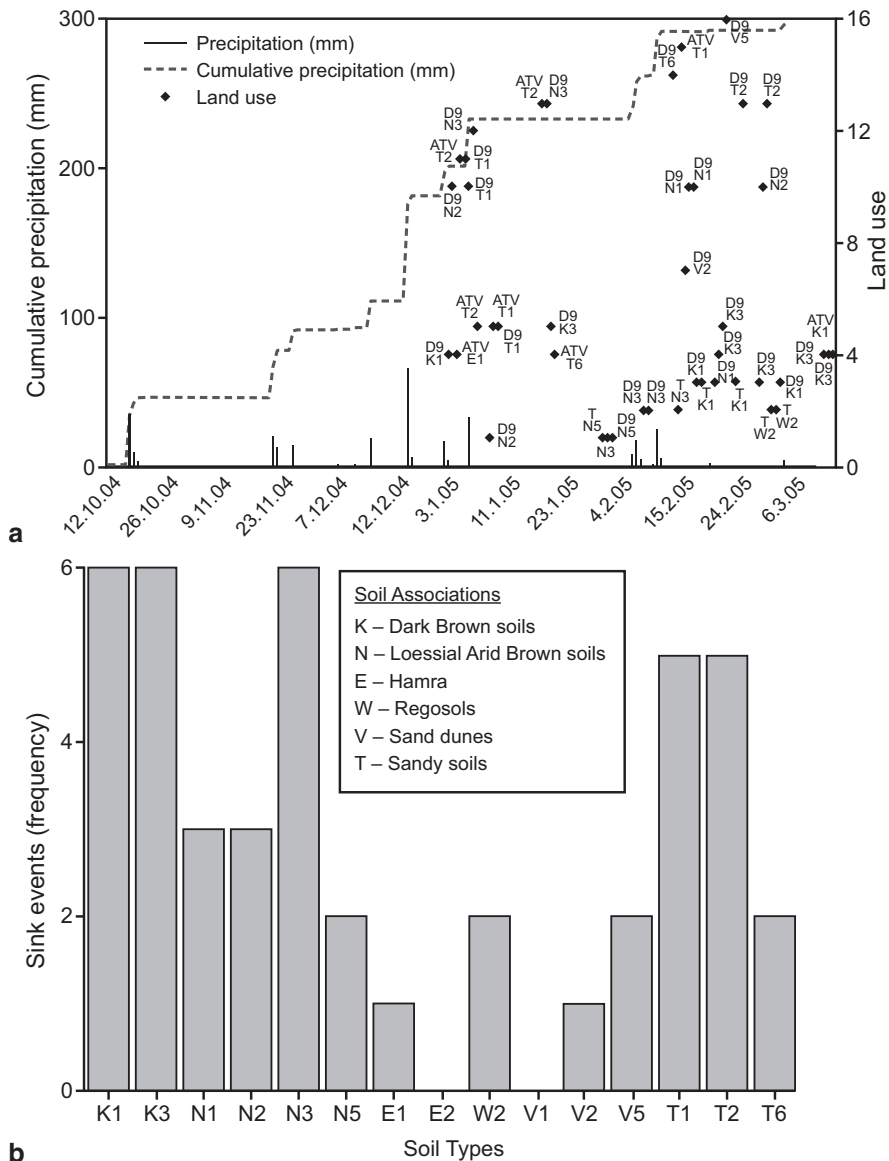 300
200
100
0
Cumulative precipitation (mm)
Precipitation (mm)
Cumulative precipitation (mm)
Land use
16
12
8
4
0
Land use
D9
N3
ATV
T2
D9
T1
D9
N2
D9
T1
ATV
T2
D9
N3
ATV
T2
ATV
T1
D9
K1
ATV
E1
D9
T1
D9
N2
D9
K3
ATV
T6
T
N5
N3
D9
N5
D9
N3
D9
N3
D9
T6
ATV
T1
D9
V5
D9
T2
D9
T2
D9
N1
D9
N1
D9
N2
D9
V2
D9
K3
D9
K3
D9
N1
D9
K1
T
N3
T
K1
T
K1
D9
K3
D9
K1
T
W2
T
W2
ATV
K1
D9
K3
D9
K3
12.10.04
26.10.04
9.11.04
23.11.04
7.12.04
12.12.04
3.1.05
11.1.05
23.1.05
4.2.05
15.2.05
24.2.05
6.3.05
a
6
4
2
0
Sink events (frequency)
Soil Associations
K – Dark Brown soils
N – Loessial Arid Brown soils
E – Hamra
W – Regosols
V – Sand dunes
T – Sandy soils
K1 K3 N1 N2 N3 N5 E1 E2 W2 V1 V2 V5 T1 T2 T6
Soil Types
b